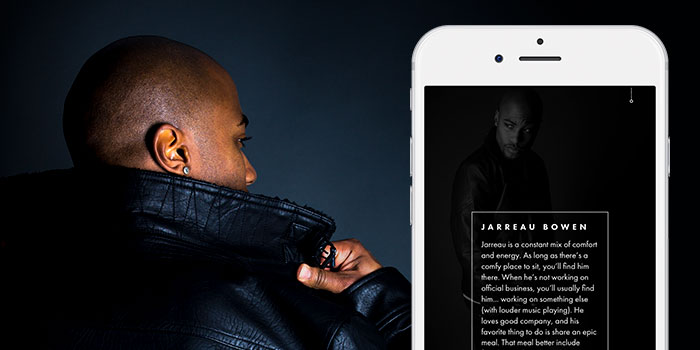 JARREAU BOWEN
Jarreau is a constant mix of comfort
and energy. As long as there's a
comfy place to sit, you'll find him
there. When he's not working on
official business, you'll usually find
him... working on something else
(with louder music playing). He
loves good company, and his
favorite thing to do is share an epic
meal. That meal better include